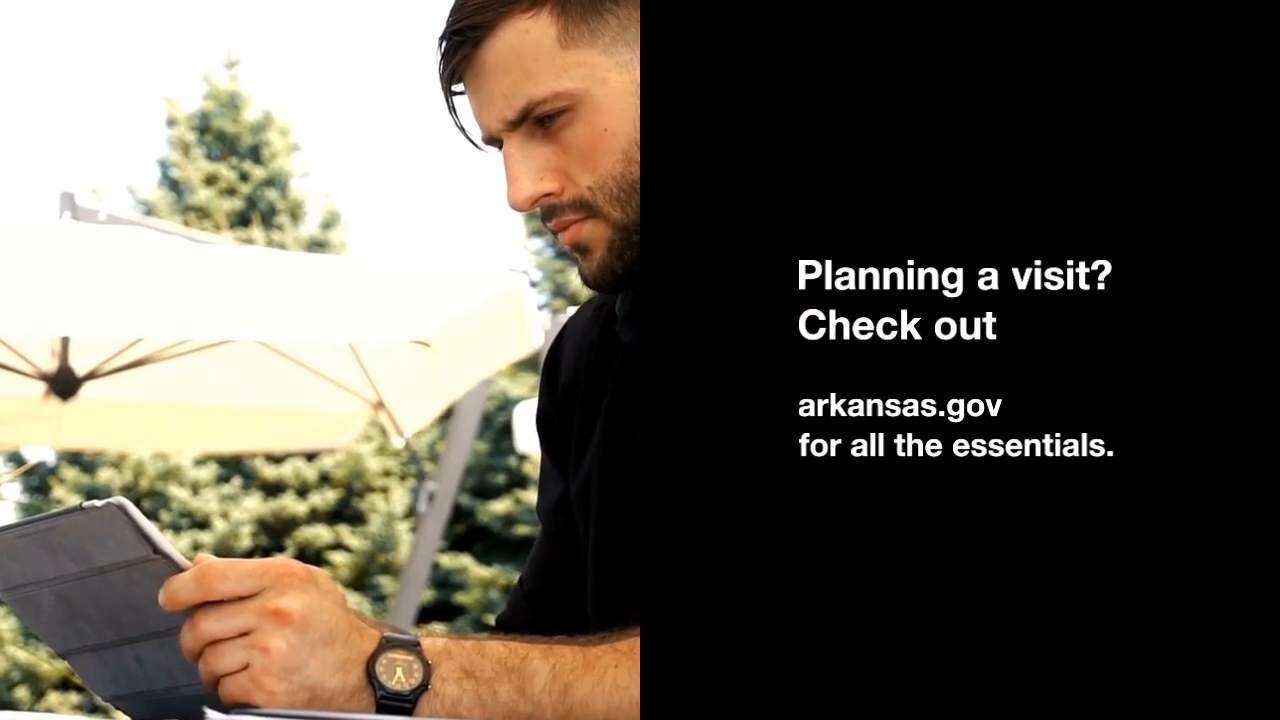 Planning a visit?
Check out
arkansas.gov
for all the essentials.